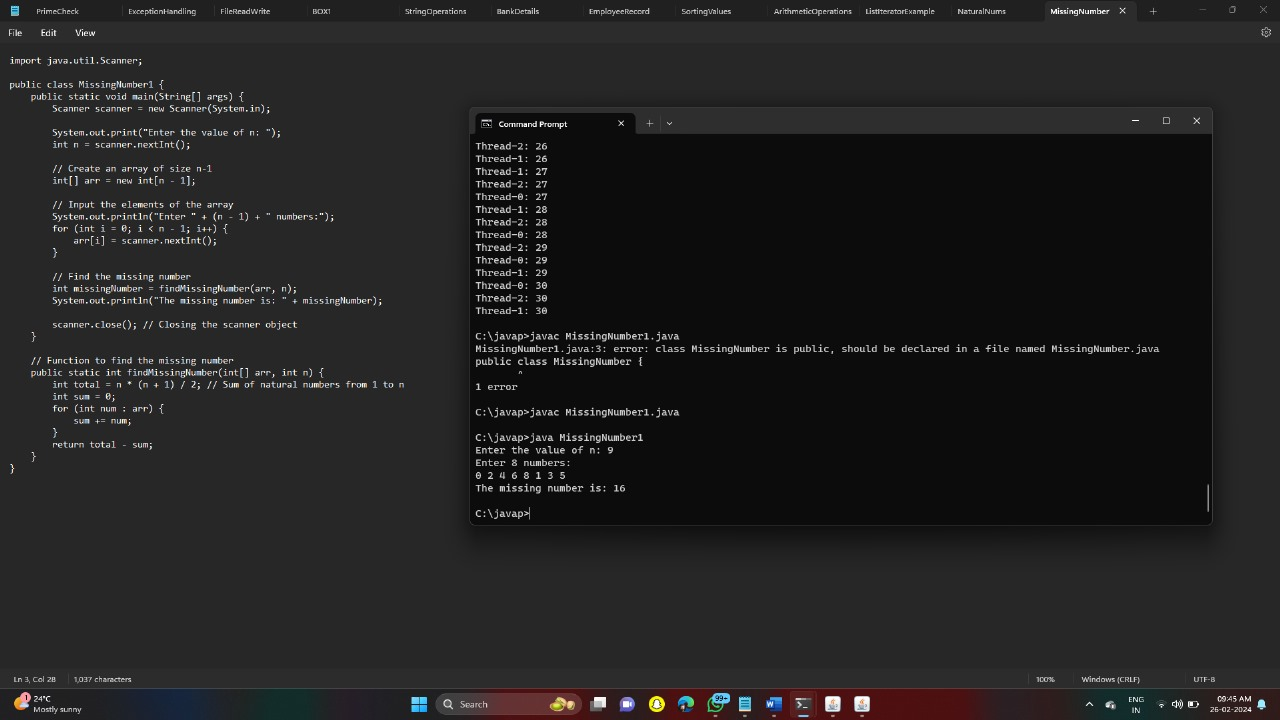 PrimeCheck ExceptionHandling FileReadWrite BOX1 StringOperations BankDetails EmployeeRecord SortingValues ArithmeticOperations ListIteratorExample NaturalNums MissingNumber
File Edit View
import java.util.Scanner;
public class MissingNumber1 {
public static void main(String[] args) {
Scanner scanner = new Scanner(System.in);
System.out.print("Enter the value of n: ");
int n = scanner.nextInt();
// Create an array of size n-1
int[] arr = new int[n - 1];
// Input the elements of the array
System.out.println("Enter " + (n - 1) + " numbers:");
for (int i = 0; i < n - 1; i++) {
arr[i] = scanner.nextInt();
}
// Find the missing number
int missingNumber = findMissingNumber(arr, n);
System.out.println("The missing number is: " + missingNumber);
scanner.close(); // Closing the scanner object
}
// Function to find the missing number
public static int findMissingNumber(int[] arr, int n) {
int total = n * (n + 1) / 2; // Sum of natural numbers from 1 to n
int sum = 0;
for (int num : arr) {
sum += num;
}
return total - sum;
}
}
Command Prompt
Thread-2: 26
Thread-1: 26
Thread-1: 27
Thread-2: 27
Thread-0: 27
Thread-1: 28
Thread-2: 28
Thread-0: 28
Thread-2: 29
Thread-0: 29
Thread-1: 29
Thread-0: 30
Thread-2: 30
Thread-1: 30
C:\javap>javac MissingNumber1.java
MissingNumber1.java:3: error: class MissingNumber is public, should be declared in a file named MissingNumber.java
public class MissingNumber {
^
1 error
C:\javap>javac MissingNumber1.java
C:\javap>java MissingNumber1
Enter the value of n: 9
Enter 8 numbers:
0 2 4 6 8 1 3 5
The missing number is: 16
C:\javap>
Ln 3, Col 28 1,037 characters 100% Windows (CRLF) UTF-8
1 24°C
Mostly sunny
Search
99+
ENG
IN
09:45 AM
26-02-2024